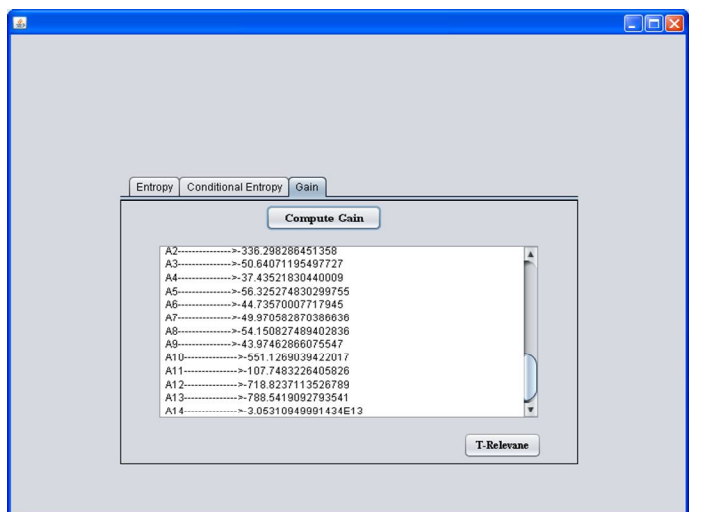 Entropy Conditional Entropy Gain
Compute Gain
A2--------------->-336.298286451358
A3--------------->-50.64071195497727
A4--------------->-37.43521830440009
A5--------------->-56.325274830299755
A6--------------->-44.73570007717945
A7--------------->-49.970582870386636
A8--------------->-54.150827489402836
A9--------------->-43.97462866075547
A10--------------->-551.1269039422017
A11--------------->-107.7483226405826
A12--------------->-718.8237113526789
A13--------------->-788.5419092793541
A14--------------->-3.05310949991434E13
T-Relevane